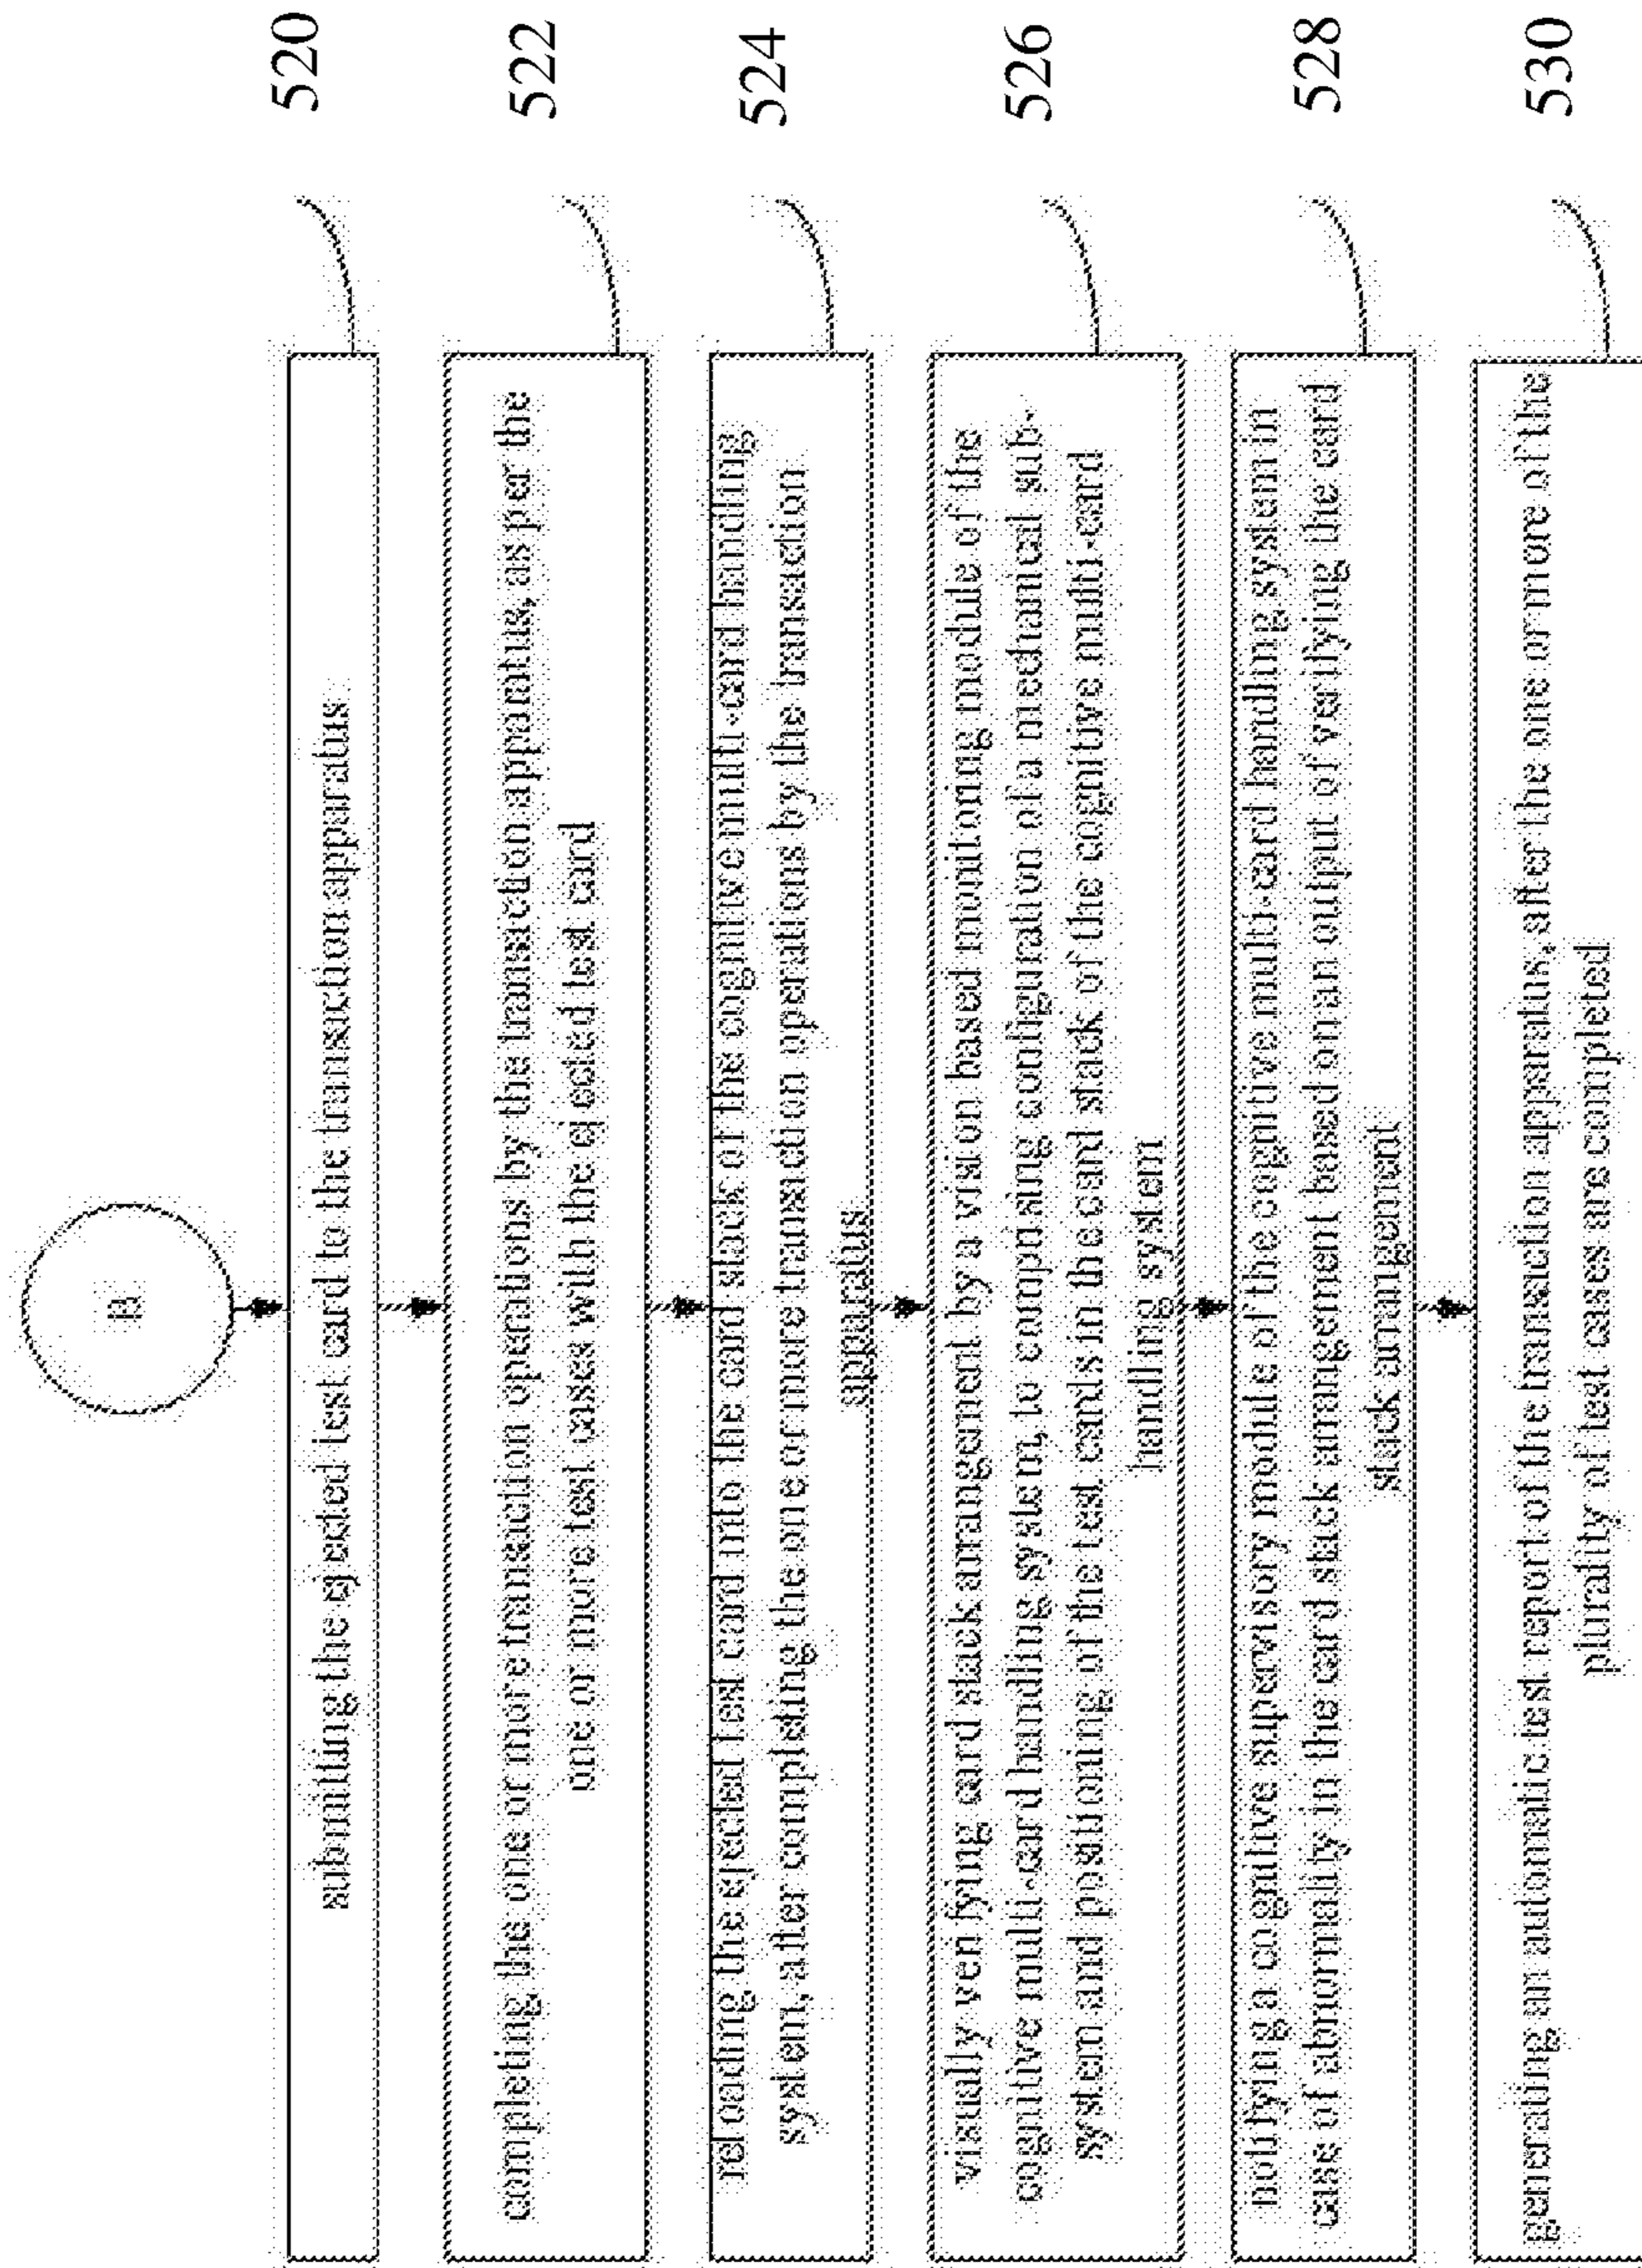 B
submitting the ejected test card to the transaction apparatus
520
completing the one or more transaction operations by the transaction apparatus, as per the
one or more test cases with the ejected test card
522
reloading the ejected test card into the card stack of the cognitive multi-card handling
system, after completing the one or more transaction operations by the transaction
apparatus
524
visually verifying card stack arrangement by a vision based monitoring module of the
cognitive multi-card handling system, to comprising configuration of a mechanical sub-
system and positioning of the test cards in the card stack of the cognitive multi-card
handling system
526
notifying a cognitive supervisory module of the cognitive multi-card handling system in
case of abnormality in the card stack arrangement based on an output of verifying the card
stack arrangement
528
generating an automatic test report of the transaction apparatus, after the one or more of the
plurality of test cases are completed
530